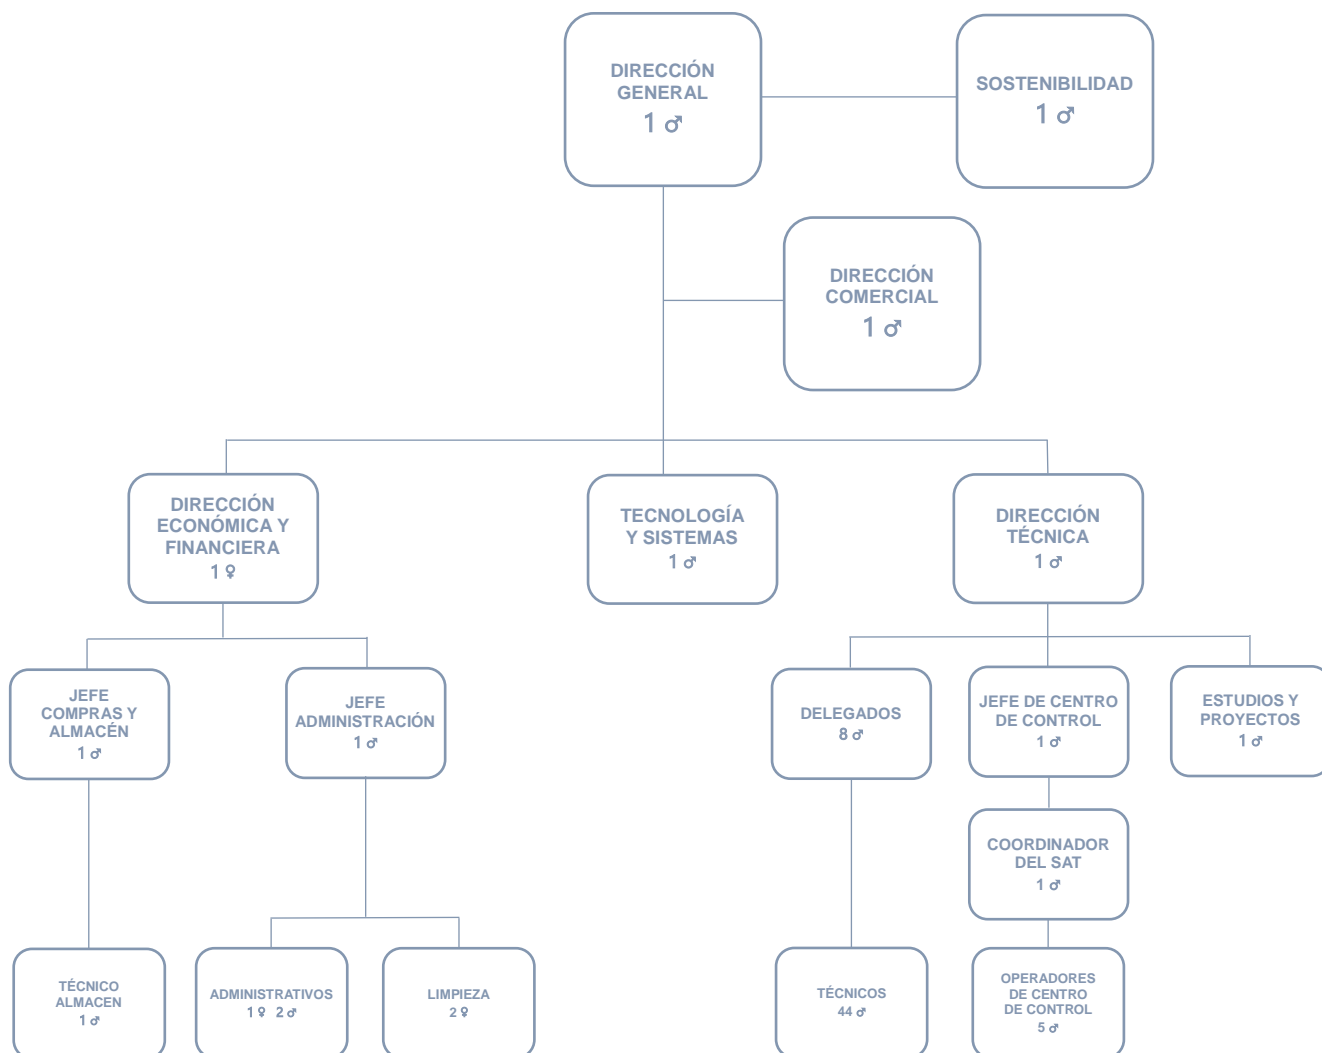 DIRECCIÓN
GENERAL
1 ♂
SOSTENIBILIDAD
1 ♂
DIRECCIÓN
COMERCIAL
1 ♂
DIRECCIÓN
ECONÓMICA Y
FINANCIERA
1 ♀
TECNOLOGÍA
Y SISTEMAS
1 ♂
DIRECCIÓN
TÉCNICA
1 ♂
JEFE
COMPRAS Y
ALMACÉN
1 ♂
JEFE
ADMINISTRACIÓN
1 ♂
DELEGADOS
8 ♂
JEFE DE CENTRO
DE CONTROL
1 ♂
ESTUDIOS Y
PROYECTOS
1 ♂
COORDINADOR
DEL SAT
1 ♂
TÉCNICO
ALMACEN
1 ♂
ADMINISTRATIVOS
1 ♀ 2 ♂
LIMPIEZA
2 ♀
TÉCNICOS
44 ♂
OPERADORES
DE CENTRO
DE CONTROL
5 ♂